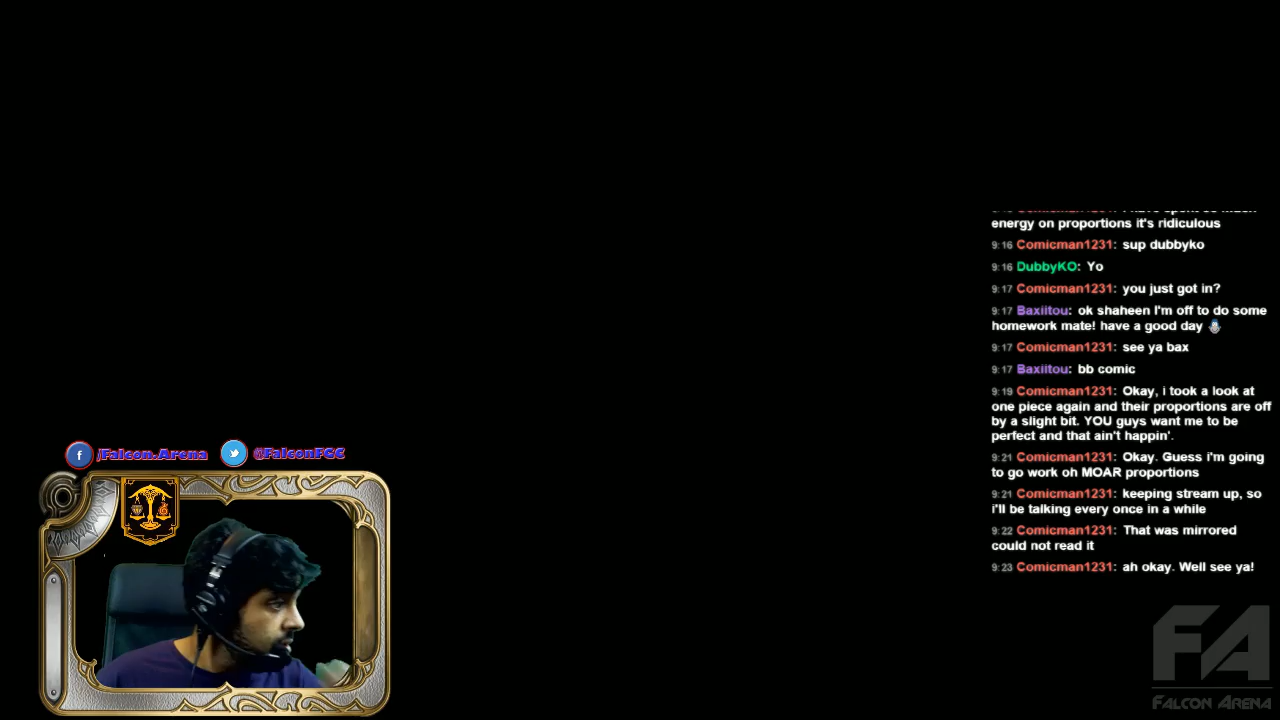 energy on proportions it's ridiculous
9:16 Comicman1231: sup dubbyko
9:16 DubbyKO: Yo
9:17 Comicman1231: you just got in?
9:17 Baxiitou: ok shaheen I'm off to do some
homework mate! have a good day
9:17 Comicman1231: see ya bax
9:17 Baxiitou: bb comic
9:19 Comicman1231: Okay, i took a look at
one piece again and their proportions are off
by a slight bit. YOU guys want me to be
perfect and that ain't happin'.
9:21 Comicman1231: Okay. Guess i'm going
to go work oh MOAR proportions
9:21 Comicman1231: keeping stream up, so
i'll be talking every once in a while
9:22 Comicman1231: That was mirrored
could not read it
9:23 Comicman1231: ah okay. Well see ya!
/Falcon.Arena @FalconFGC
FA
FALCON ARENA